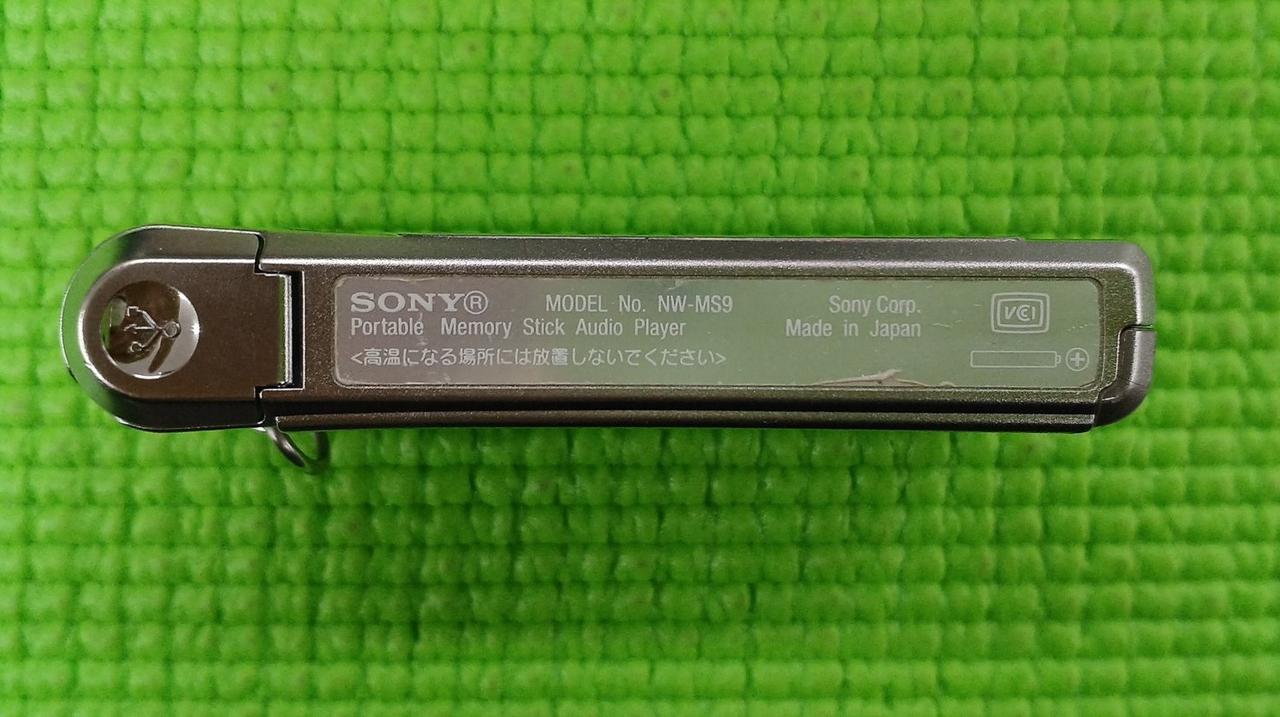 SONY® MODEL No. NW-MS9 Sony Corp.
Portable Memory Stick Audio Player Made in Japan
<高温になる場所には放置しないでください>
VCI